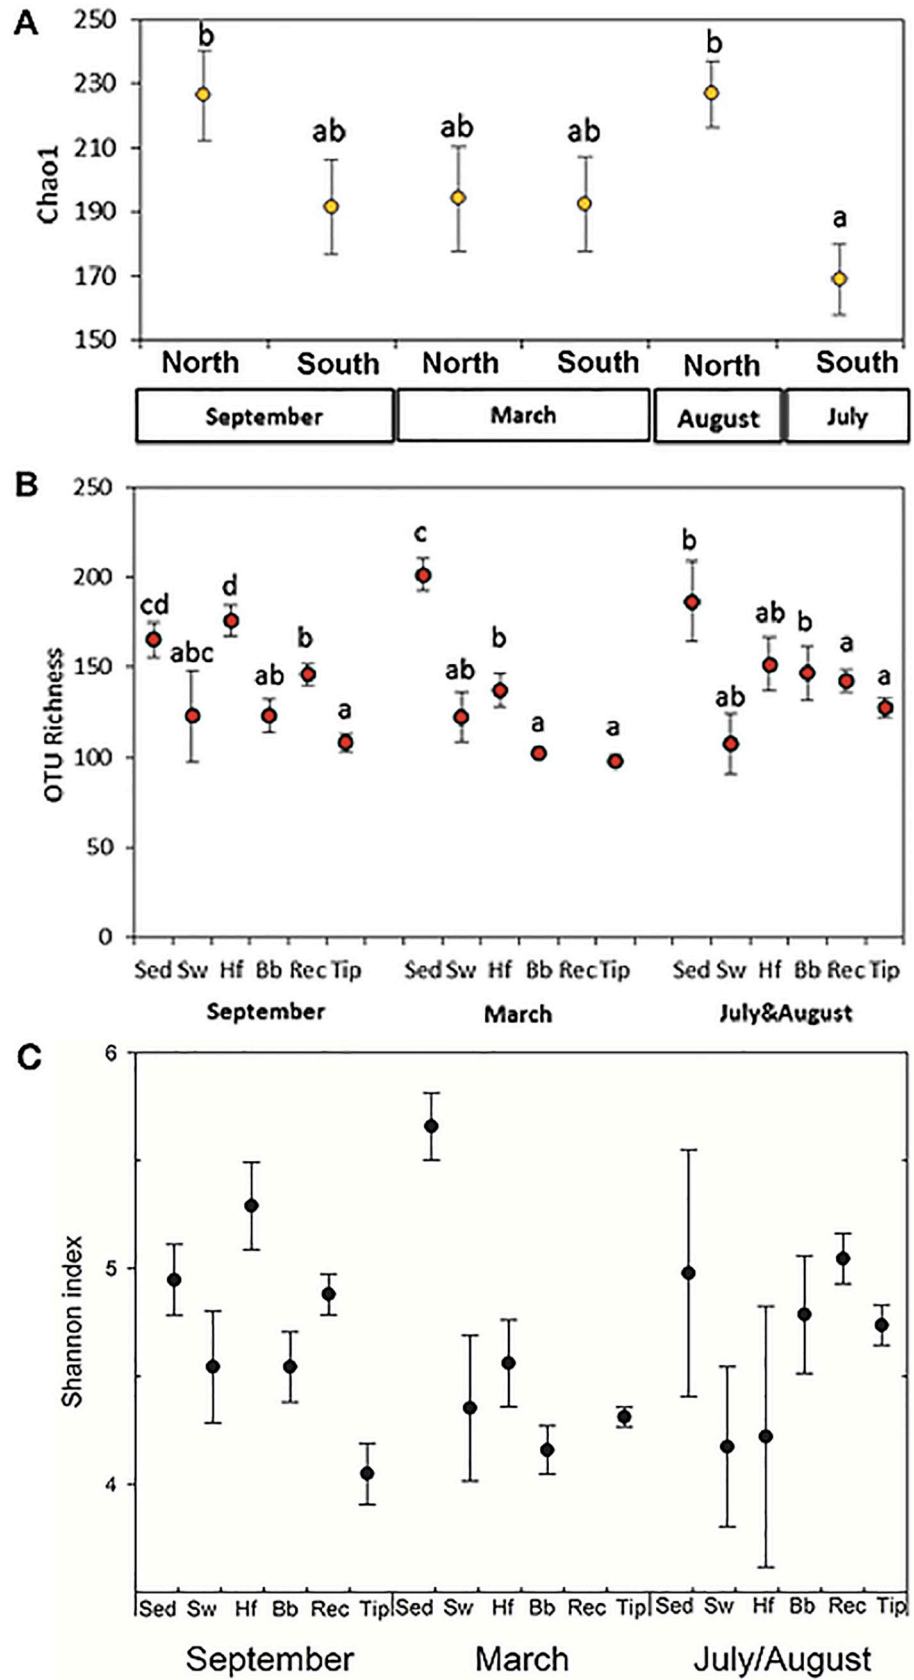 A
250
b
b
230
ab
ab
ab
210
Chao1
190
a
170
150
North South North South North South
September March August July
B
250
c
b
200
cd
d
abc
b
b
ab
b
a
150
ab
ab
a
a
a
ab
a
OTU Richness
100
50
0
Sed Sw Hf Bb Rec Tip Sed Sw Hf Bb Rec Tip Sed Sw Hf Bb Rec Tip
September March July&August
C
6
5
Shannon index
4
Sed Sw Hf Bb Rec Tip Sed Sw Hf Bb Rec Tip Sed Sw Hf Bb Rec Tip
September March July/August